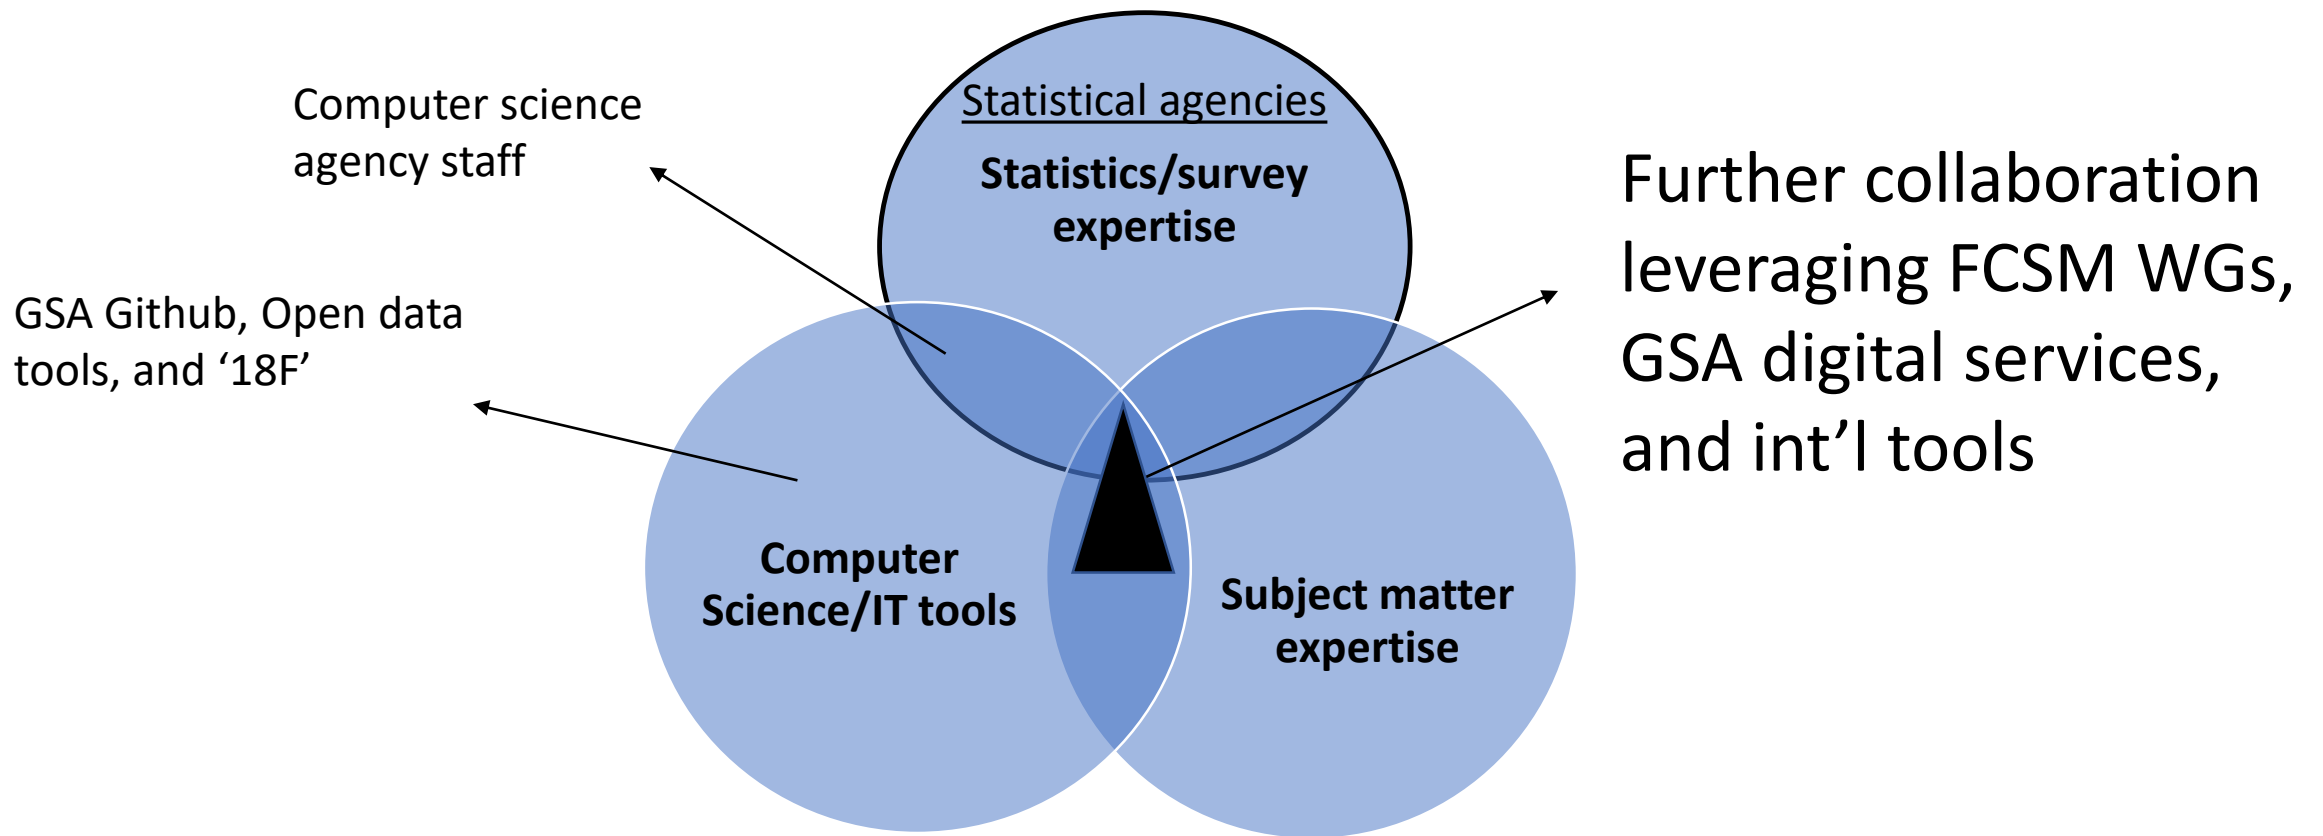 Computer science
agency staff
GSA Github, Open data
tools, and ‘18F’
Statistical agencies
Statistics/survey
expertise
Computer
Science/IT tools
Subject matter
expertise
Further collaboration
leveraging FCSM WGs,
GSA digital services,
and int’l tools